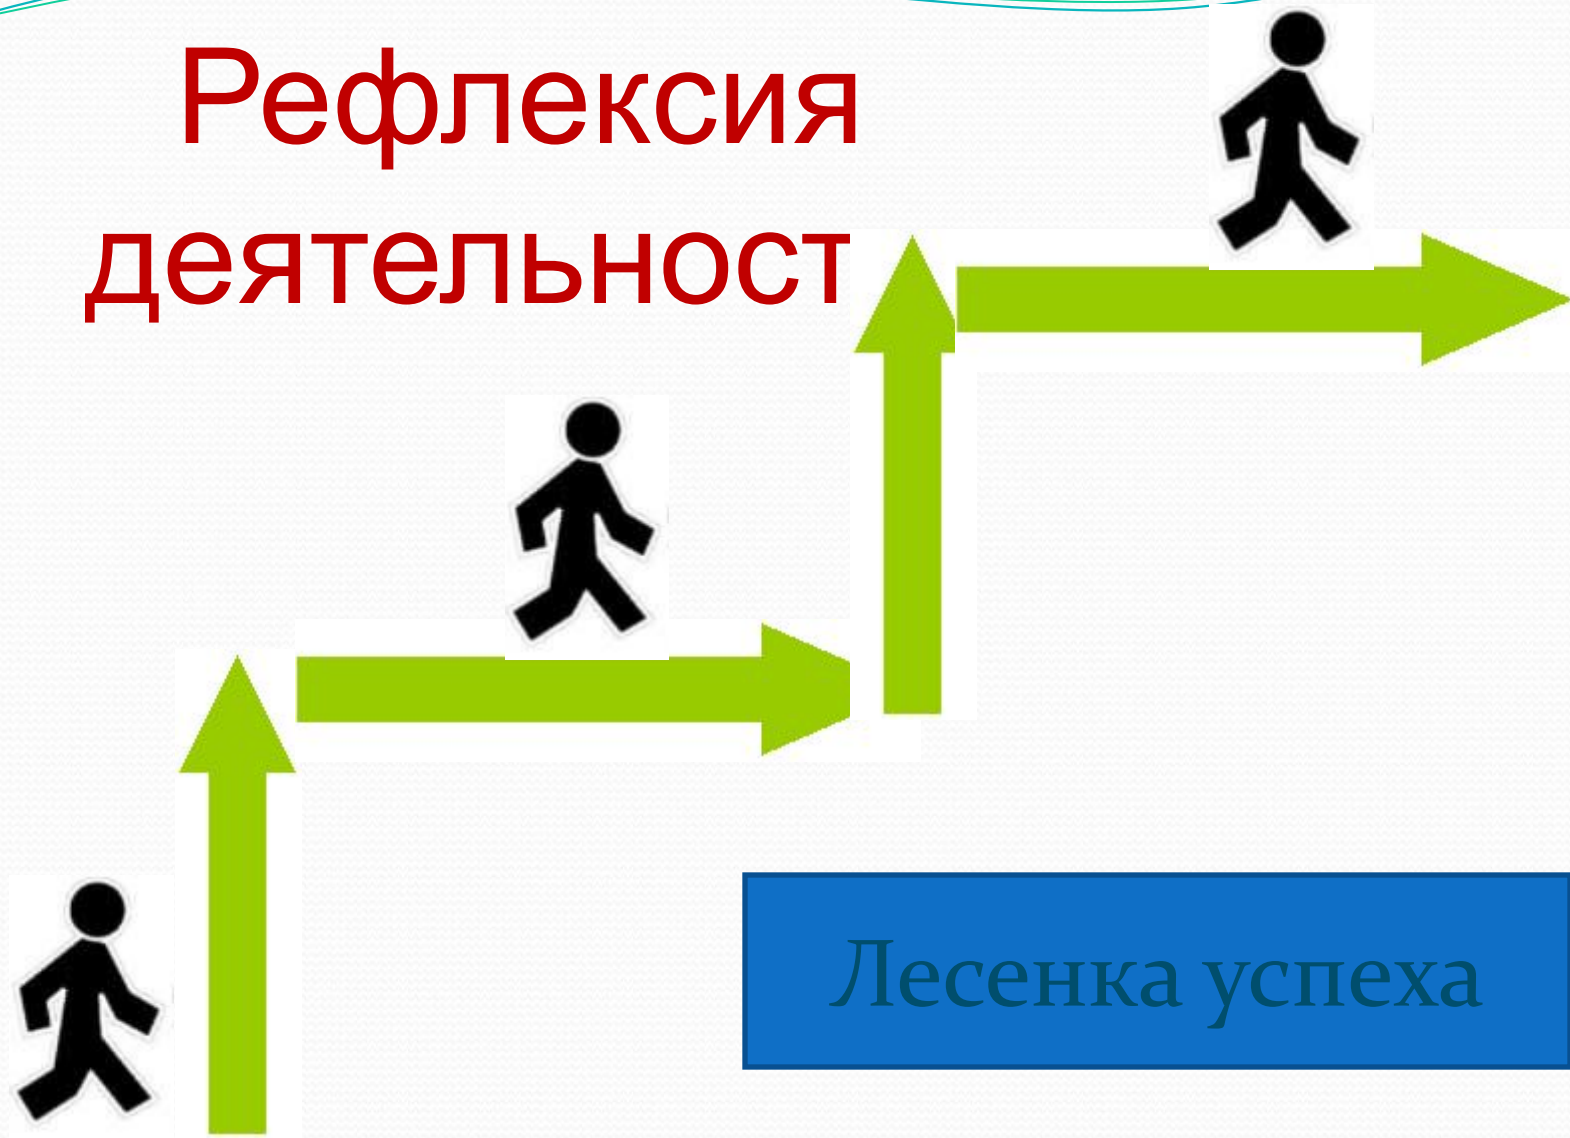 Рефлексия
деятельност
Лесенка успеха